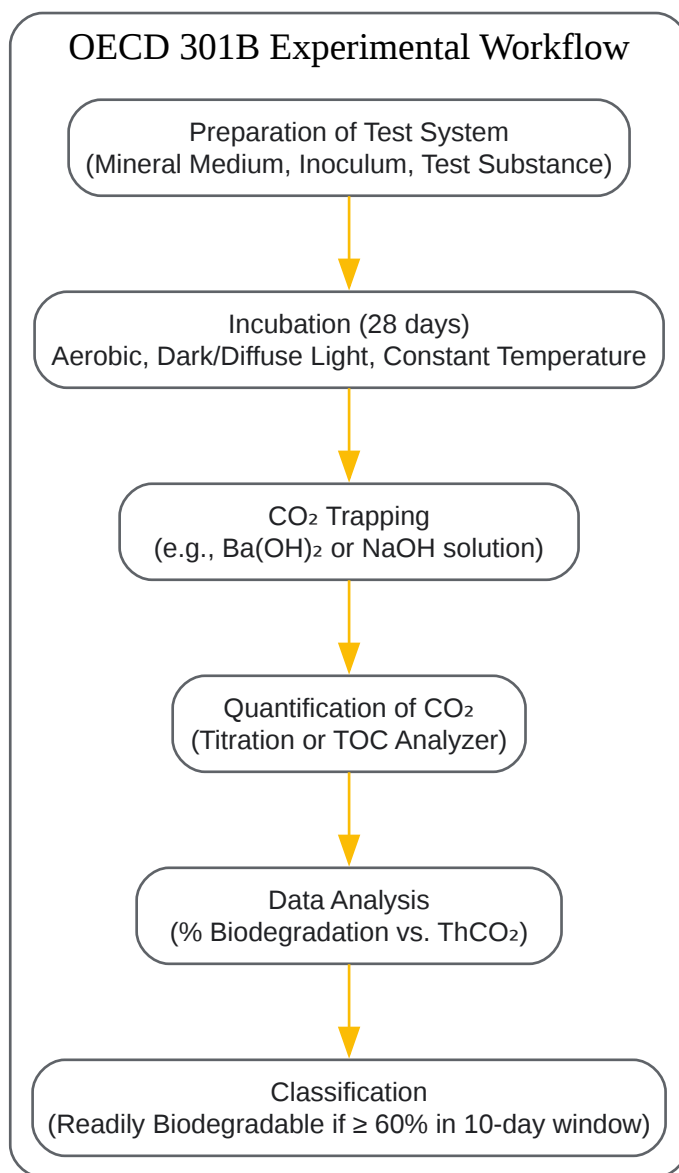 OECD 301B Experimental Workflow
Preparation of Test System
(Mineral Medium, Inoculum, Test Substance)
Incubation (28 days)
Aerobic, Dark/Diffuse Light, Constant Temperature
CO₂ Trapping
(e.g., Ba(OH)₂ or NaOH solution)
Quantification of CO₂
(Titration or TOC Analyzer)
Data Analysis
(% Biodegradation vs. ThCO₂)
Classification
(Readily Biodegradable if ≥ 60% in 10-day window)